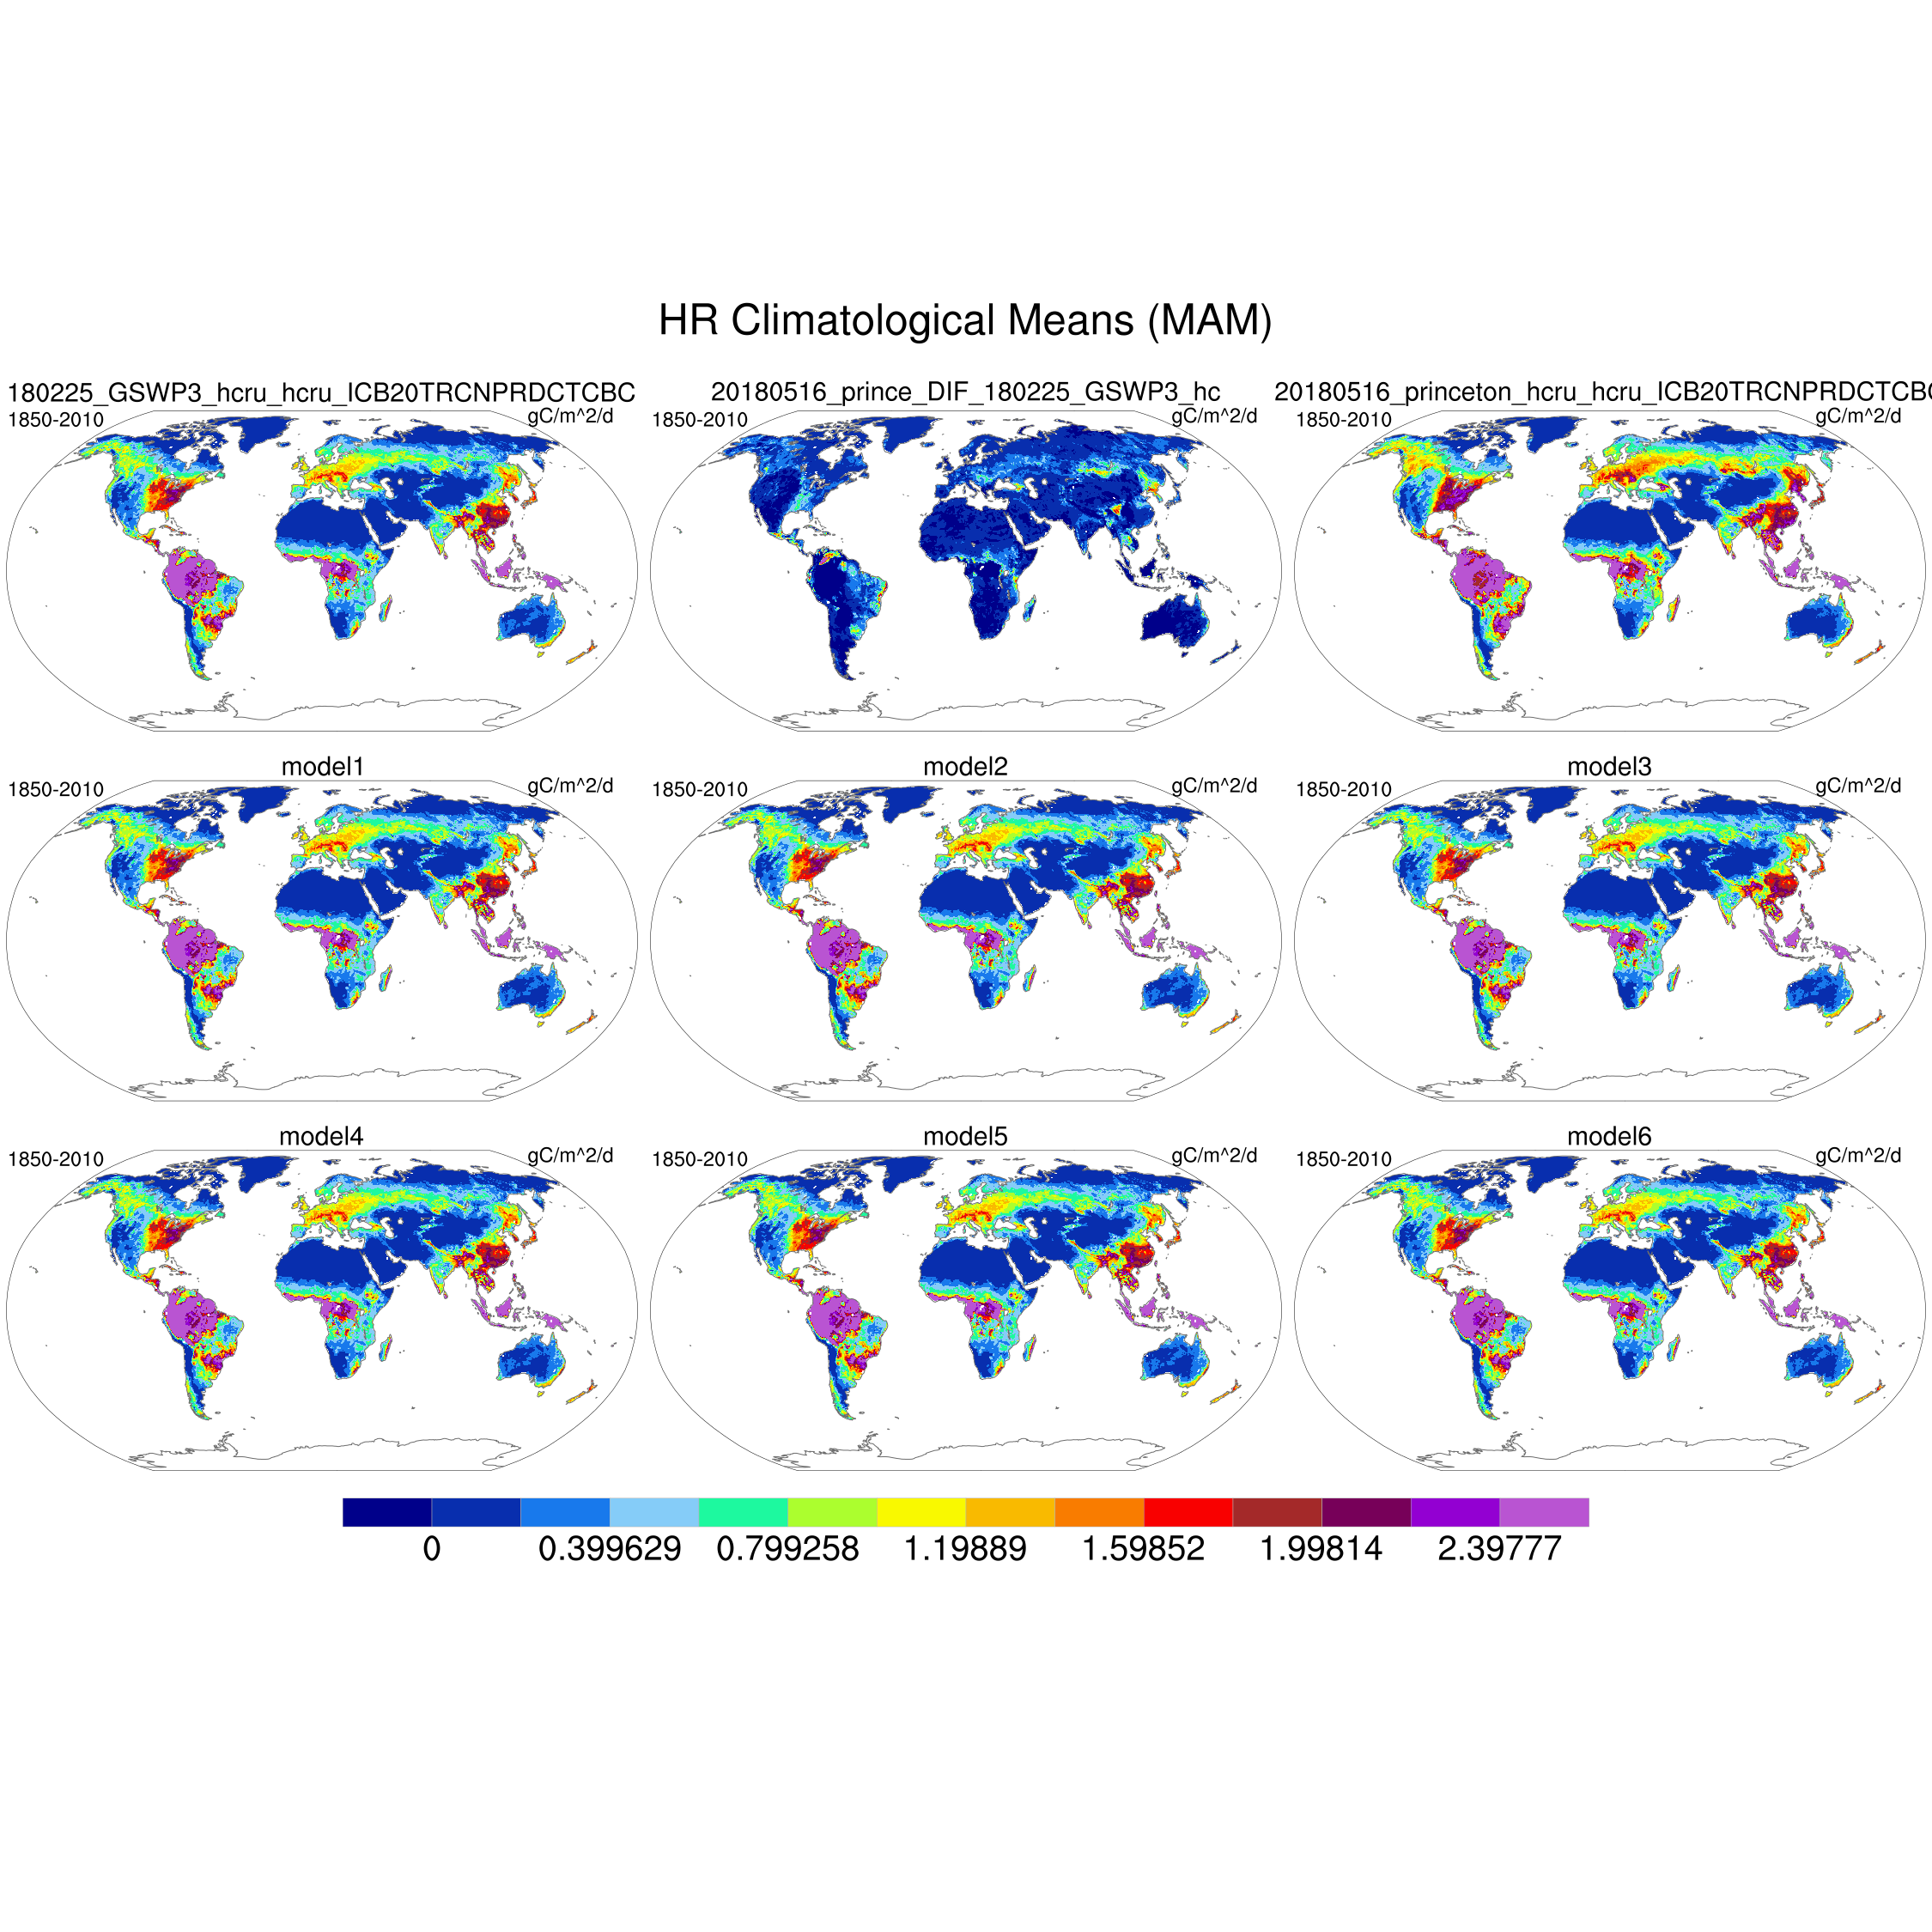 HR Climatological Means (MAM)
180225_GSWP3_hcru_hcru_ICB20TRCNPRDCTCBC
20180516_prince_DIF_180225_GSWP3_hc
20180516_princeton_hcru_hcru_ICB20TRCNPRDCTCBC
1850-2010 gC/m^2/d
1850-2010 gC/m^2/d
1850-2010 gC/m^2/d
model1
model2
model3
1850-2010 gC/m^2/d
1850-2010 gC/m^2/d
1850-2010 gC/m^2/d
model4
model5
model6
1850-2010 gC/m^2/d
1850-2010 gC/m^2/d
1850-2010 gC/m^2/d
0 0.399629 0.799258 1.19889 1.59852 1.99814 2.39777